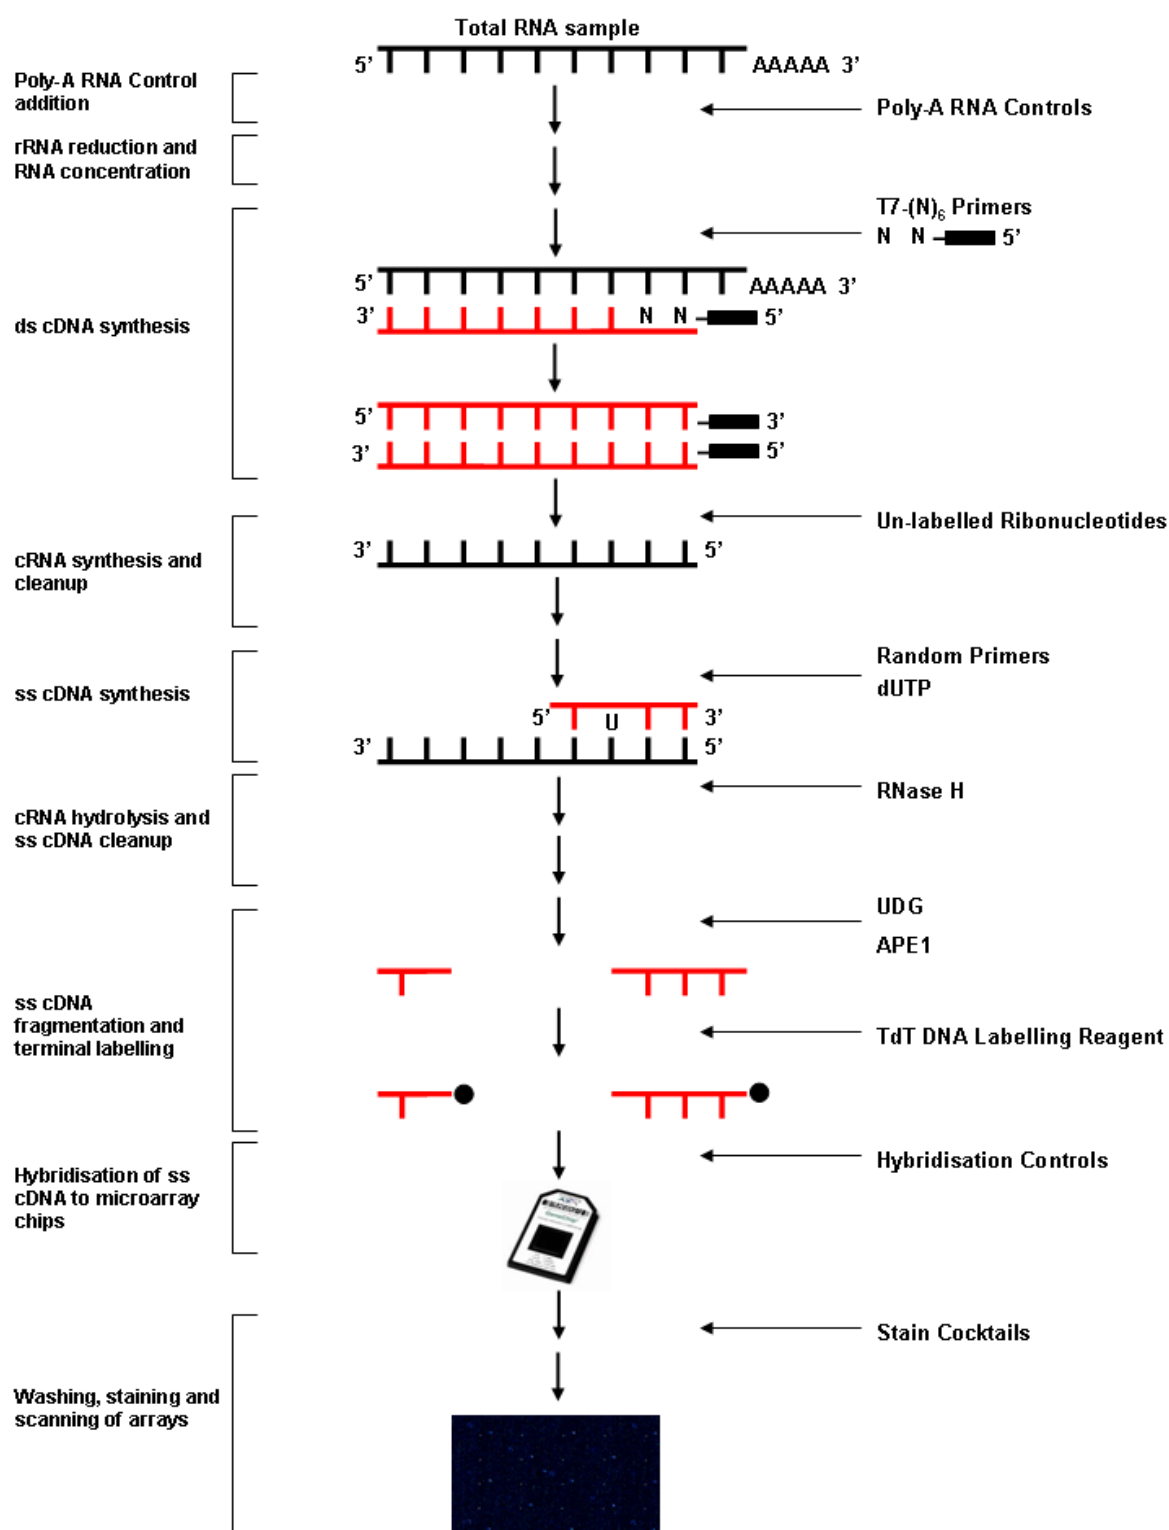 Total RNA sample
5’ AAAAA 3’
Poly-A RNA Control
addition
Poly-A RNA Controls
rRNA reduction and
RNA concentration
T7-(N)6 Primers
N N 5’
5’ AAAAA 3’
3’ N N 5’
ds cDNA synthesis
5’ 3’
3’ 5’
Un-labelled Ribonucleotides
3’ 5’
cRNA synthesis and
cleanup
Random Primers
dUTP
ss cDNA synthesis
5’ U 3’
3’ 5’
RNase H
cRNA hydrolysis and
ss cDNA cleanup
UDG
APE1
ss cDNA
fragmentation and
terminal labelling
TdT DNA Labelling Reagent
Hybridisation Controls
Hybridisation of ss
cDNA to microarray
chips
Stain Cocktails
Washing, staining and
scanning of arrays